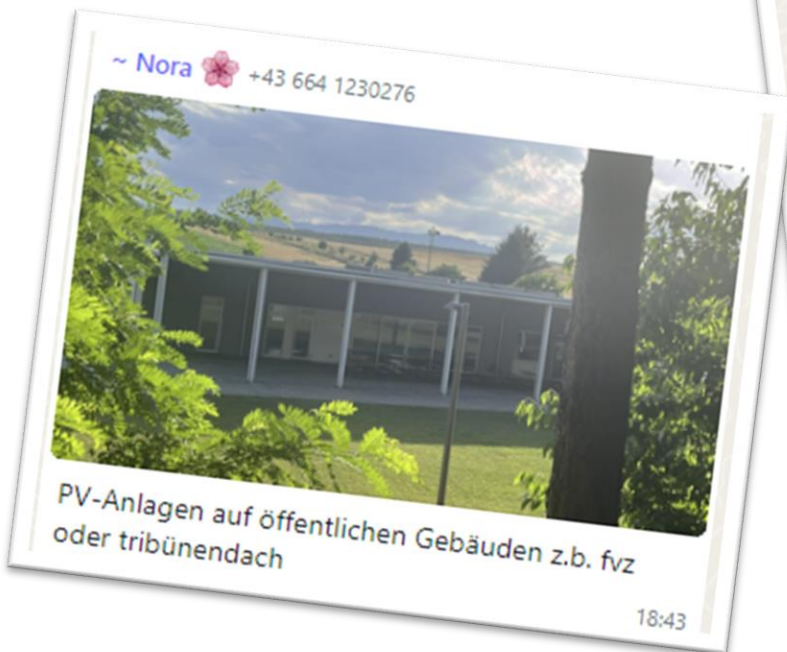 ~ Nora 🌸 +43 664 1230276
PV-Anlagen auf öffentlichen Gebäuden z.b. fvz
oder tribünendach
18:43